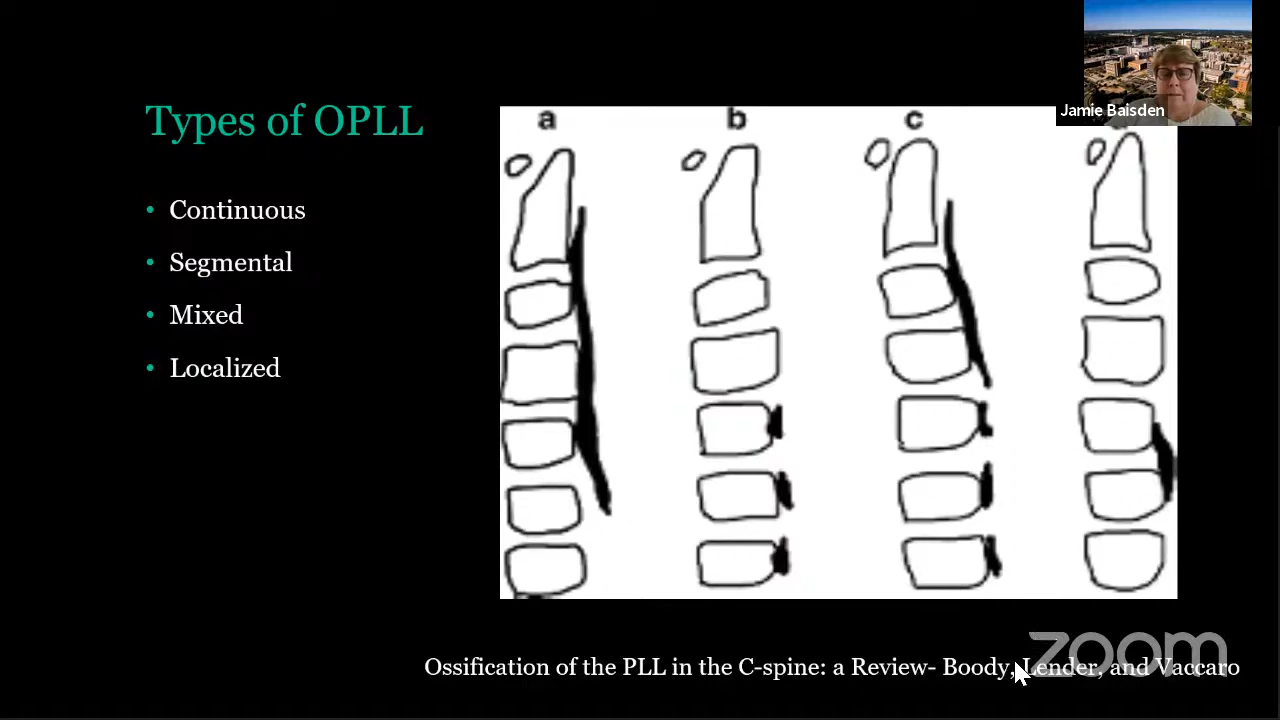 Types of OPLL
• Continuous
• Segmental
• Mixed
• Localized
a b c
Jamie Baisden
Ossification of the PLL in the C-spine: a Review- Boody, Lender, and Vaccaro
zoom